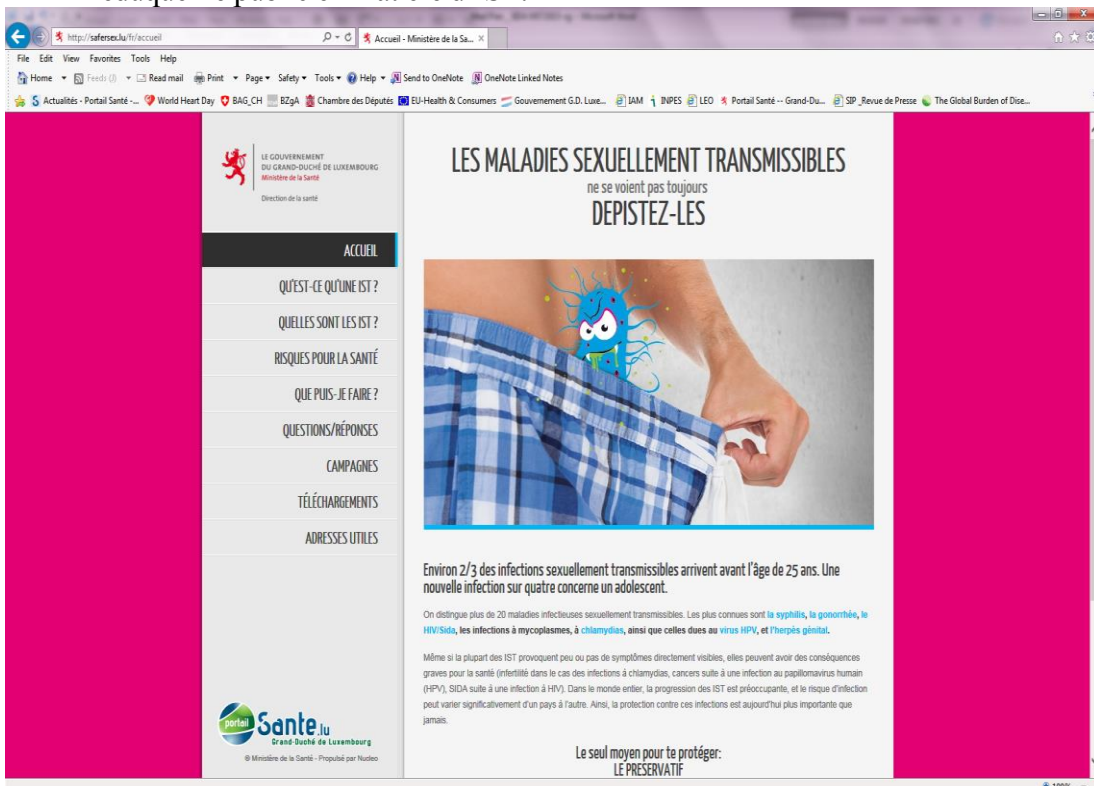 http://safersex.lu/fr/accueil
Accueil - Ministère de la Sa...
File Edit View Favorites Tools Help
Home Feeds (J) Read mail Print Page Safety Tools Help Send to OneNote OneNote Linked Notes
Actualités - Portail Santé -... World Heart Day BAG_CH BZgA Chambre des Députés EU-Health & Consumers Gouvernement G.D. Luxe... IAM INPES LEO Portail Santé -- Grand-Du... SIP_Revue de Presse The Global Burden of Dise...
LE GOUVERNEMENT
DU GRAND-DUCHÉ DE LUXEMBOURG
Ministère de la Santé
Direction de la santé
ACCUEIL
QU'EST-CE QU'UNE IST ?
QUELLES SONT LES IST ?
RISQUES POUR LA SANTÉ
QUE PUIS-JE FAIRE ?
QUESTIONS/RÉPONSES
CAMPAGNES
TÉLÉCHARGEMENTS
ADRESSES UTILES
portail Sante.lu
Grand-Duché de Luxembourg
© Ministère de la Santé - Propulsé par Nucleo
LES MALADIES SEXUELLEMENT TRANSMISSIBLES
ne se voient pas toujours
DEPISTEZ-LES
Environ 2/3 des infections sexuellement transmissibles arrivent avant l'âge de 25 ans. Une
nouvelle infection sur quatre concerne un adolescent.
On distingue plus de 20 maladies infectieuses sexuellement transmissibles. Les plus connues sont la syphilis, la gonorrhée, le
HIV/Sida, les infections à mycoplasmes, à chlamydias, ainsi que celles dues au virus HPV, et l'herpès génital.
Même si la plupart des IST provoquent peu ou pas de symptômes directement visibles, elles peuvent avoir des conséquences
graves pour la santé (infertilité dans le cas des infections à chlamydias, cancers suite à une infection au papillomavirus humain
(HPV), SIDA suite à une infection à HIV). Dans le monde entier, la progression des IST est préoccupante, et le risque d'infection
peut varier significativement d'un pays à l'autre. Ainsi, la protection contre ces infections est aujourd'hui plus importante que
jamais.
Le seul moyen pour te protéger:
LE PRESERVATIF